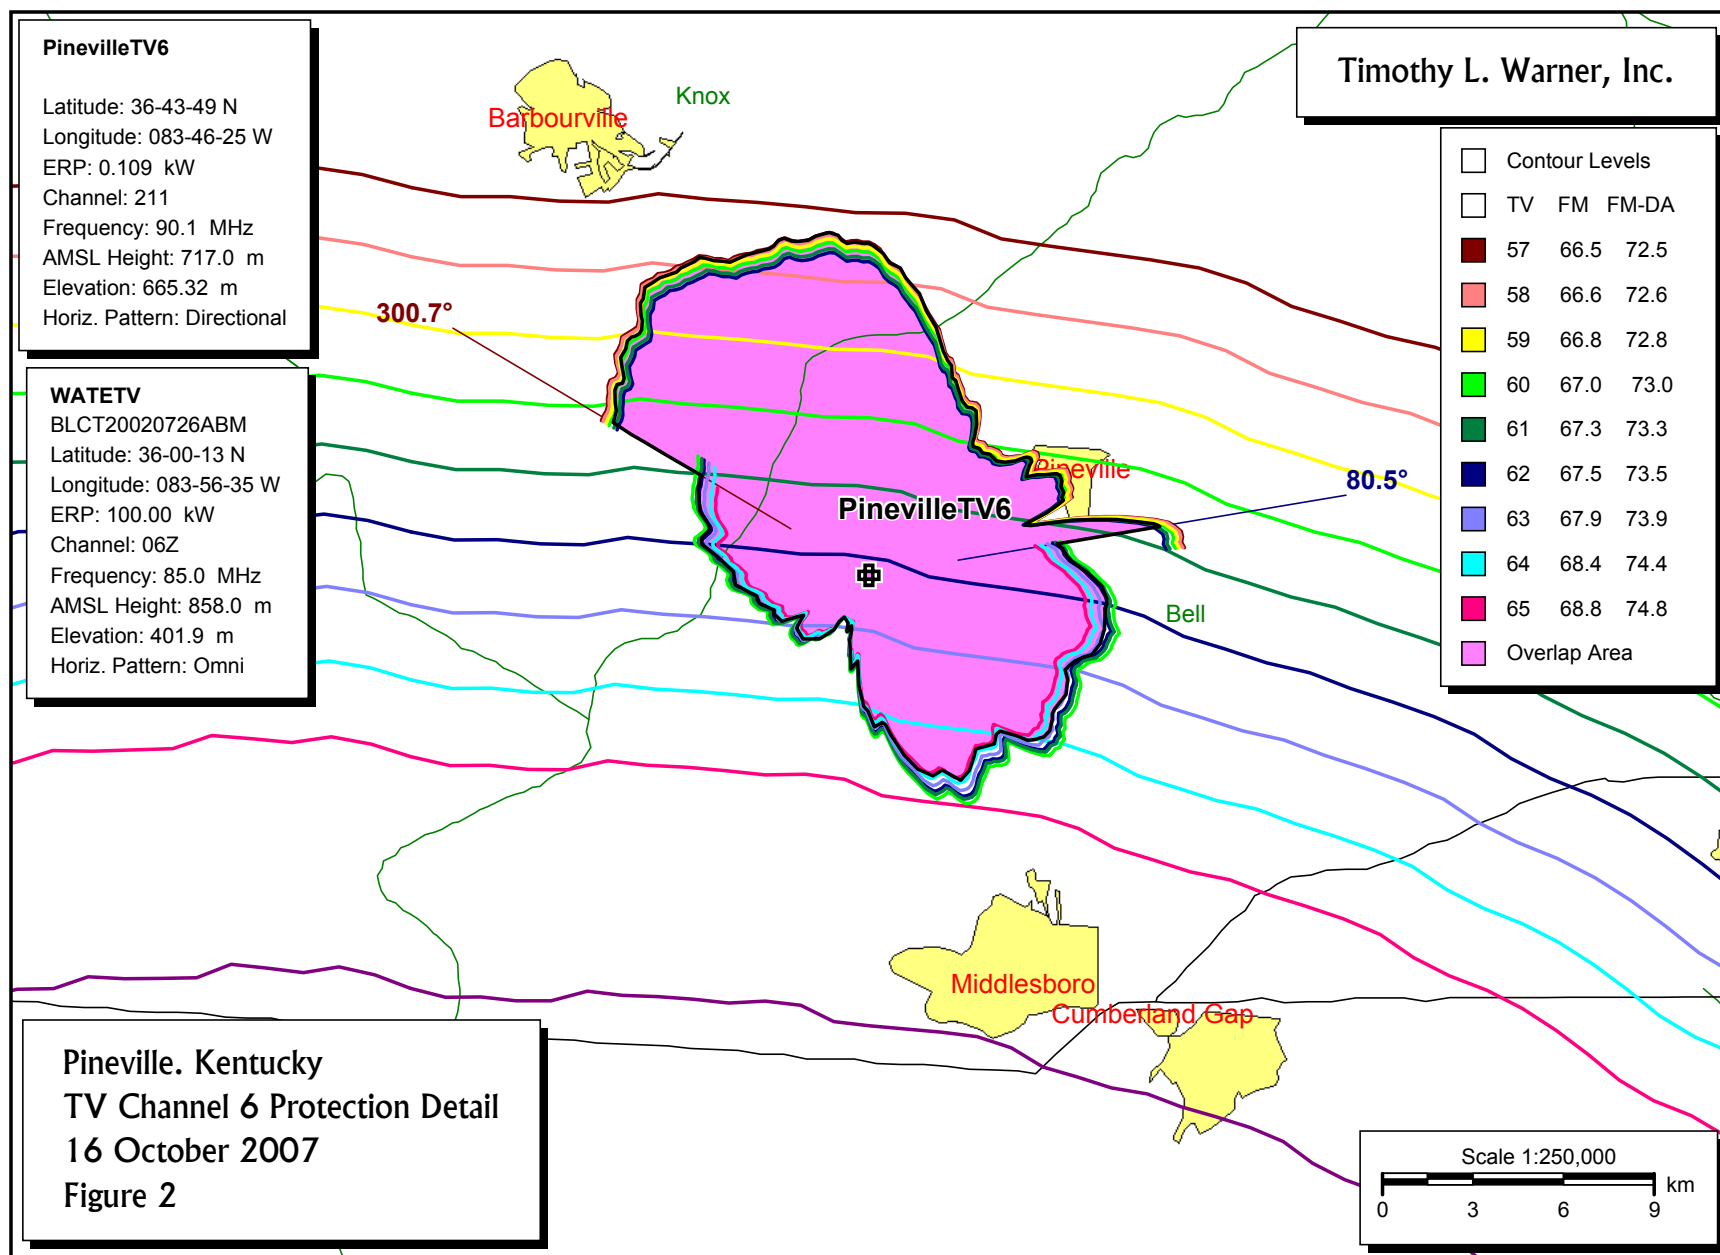 PinevilleTV6
Latitude: 36-43-49 N
Longitude: 083-46-25 W
ERP: 0.109 kW
Channel: 211
Frequency: 90.1 MHz
AMSL Height: 717.0 m
Elevation: 665.32 m
Horiz. Pattern: Directional
WATETV
BLCT20020726ABM
Latitude: 36-00-13 N
Longitude: 083-56-35 W
ERP: 100.00 kW
Channel: 06Z
Frequency: 85.0 MHz
AMSL Height: 858.0 m
Elevation: 401.9 m
Horiz. Pattern: Omni
Timothy L. Warner, Inc.
Contour Levels
TV FM FM-DA
57 66.5 72.5
58 66.6 72.6
59 66.8 72.8
60 67.0 73.0
61 67.3 73.3
62 67.5 73.5
63 67.9 73.9
64 68.4 74.4
65 68.8 74.8
Overlap Area
Knox
Barbourville
300.7°
Pineville
80.5°
PinevilleTV6
Bell
Middlesboro
Cumberland Gap
Pineville. Kentucky
TV Channel 6 Protection Detail
16 October 2007
Figure 2
Scale 1:250,000
km
0 3 6 9